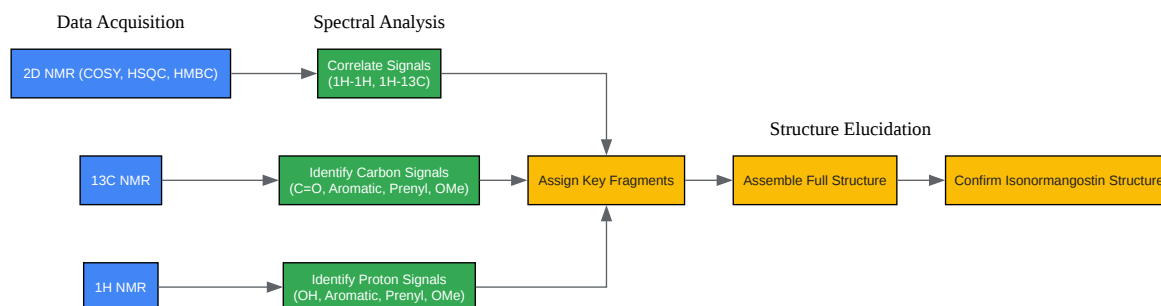 Data Acquisition
Spectral Analysis
2D NMR (COSY, HSQC, HMBC)
Correlate Signals
(1H-1H, 1H-13C)
Structure Elucidation
13C NMR
Identify Carbon Signals
(C=O, Aromatic, Prenyl, OMe)
Assign Key Fragments
Assemble Full Structure
Confirm Isonormangostin Structure
1H NMR
Identify Proton Signals
(OH, Aromatic, Prenyl, OMe)